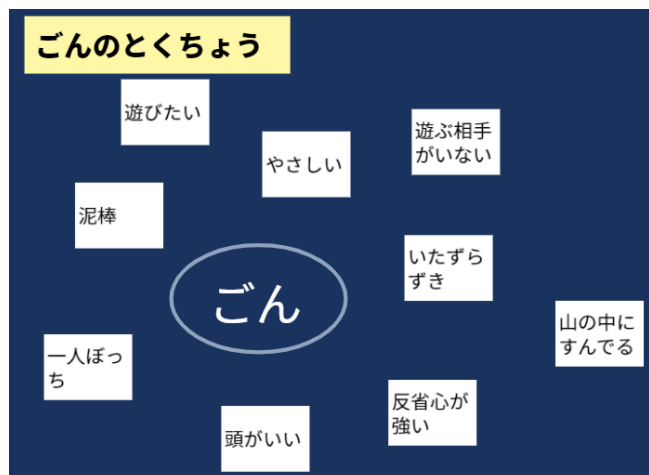 ごんのとくちょう
遊びたい
遊ぶ相手
がいない
やさしい
泥棒
いたずら
ずき
ごん
山の中に
すんでる
一人ぼっ
ち
反省心が
強い
頭がいい